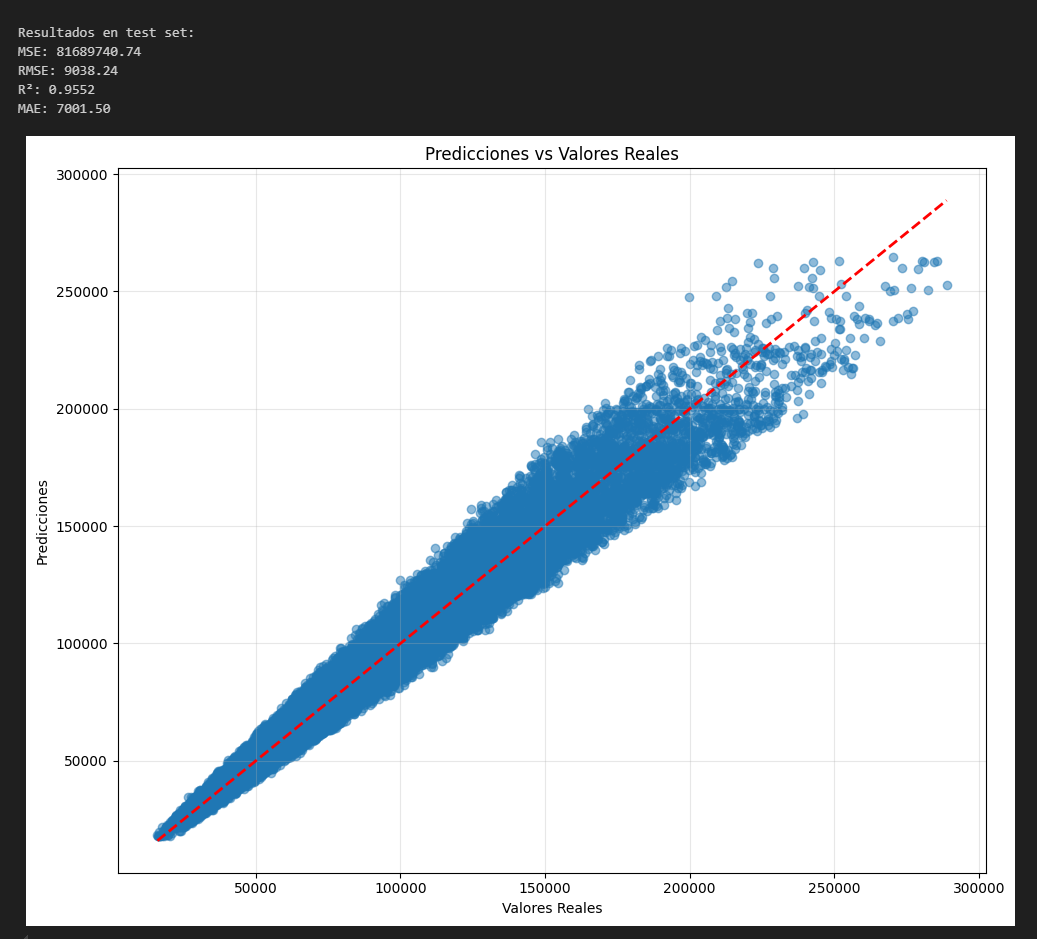 Resultados en test set:
MSE: 81689740.74
RMSE: 9038.24
R²: 0.9552
MAE: 7001.50
Predicciones vs Valores Reales
300000
250000
200000
150000
100000
50000
Predicciones
50000
100000
150000
200000
250000
300000
Valores Reales